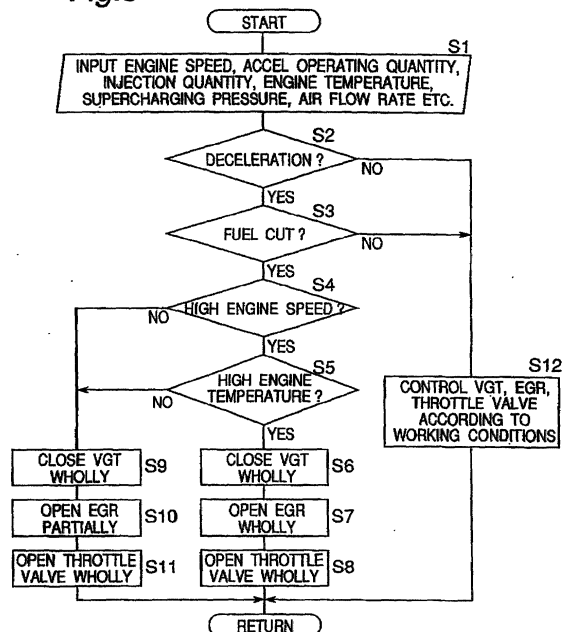 START
S1
INPUT ENGINE SPEED, ACCEL OPERATING QUANTITY,
INJECTION QUANTITY, ENGINE TEMPERATURE,
SUPERCHARGING PRESSURE, AIR FLOW RATE ETC.
S2
DECELERATION ?
NO
YES
S3
FUEL CUT ?
NO
YES
S4
HIGH ENGINE SPEED ?
NO
YES
S5
HIGH ENGINE
TEMPERATURE ?
NO
YES
S12
CONTROL VGT, EGR,
THROTTLE VALVE
ACCORDING TO
WORKING CONDITIONS
CLOSE VGT
WHOLLY
S9
CLOSE VGT
WHOLLY
S6
OPEN EGR
PARTIALLY
S10
OPEN EGR
WHOLLY
S7
OPEN THROTTLE
VALVE WHOLLY
S11
OPEN THROTTLE
VALVE WHOLLY
S8
RETURN